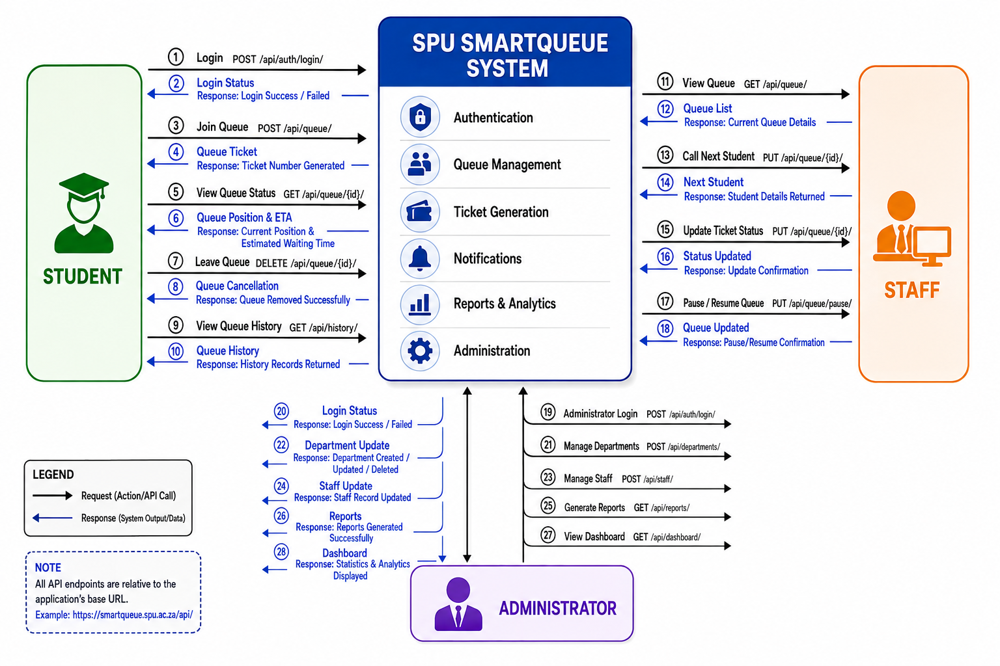 SPU SMARTQUEUE
SYSTEM
Authentication
Queue Management
Ticket Generation
Notifications
Reports & Analytics
Administration
1 Login POST /api/auth/login/
2 Login Status
Response: Login Success / Failed
3 Join Queue POST /api/queue/
4 Queue Ticket
Response: Ticket Number Generated
5 View Queue Status GET /api/queue/{id}/
6 Queue Position & ETA
Response: Current Position &
Estimated Waiting Time
7 Leave Queue DELETE /api/queue/{id}/
8 Queue Cancellation
Response: Queue Removed Successfully
9 View Queue History GET /api/history/
10 Queue History
Response: History Records Returned
STUDENT
11 View Queue GET /api/queue/
12 Queue List
Response: Current Queue Details
13 Call Next Student PUT /api/queue/{id}/
14 Next Student
Response: Student Details Returned
15 Update Ticket Status PUT /api/queue/{id}/
16 Status Updated
Response: Update Confirmation
17 Pause / Resume Queue PUT /api/queue/pause/
18 Queue Updated
Response: Pause/Resume Confirmation
STAFF
20 Login Status
Response: Login Success / Failed
22 Department Update
Response: Department Created /
Updated / Deleted
24 Staff Update
Response: Staff Record Updated
26 Reports
Response: Reports Generated
Successfully
28 Dashboard
Response: Statistics & Analytics
Displayed
19 Administrator Login POST /api/auth/login/
21 Manage Departments POST /api/departments/
23 Manage Staff POST /api/staff/
25 Generate Reports GET /api/reports/
27 View Dashboard GET /api/dashboard/
ADMINISTRATOR
LEGEND
Request (Action/API Call)
Response (System Output/Data)
NOTE
All API endpoints are relative to the
application's base URL.
Example: https://smartqueue.spu.ac.za/api/